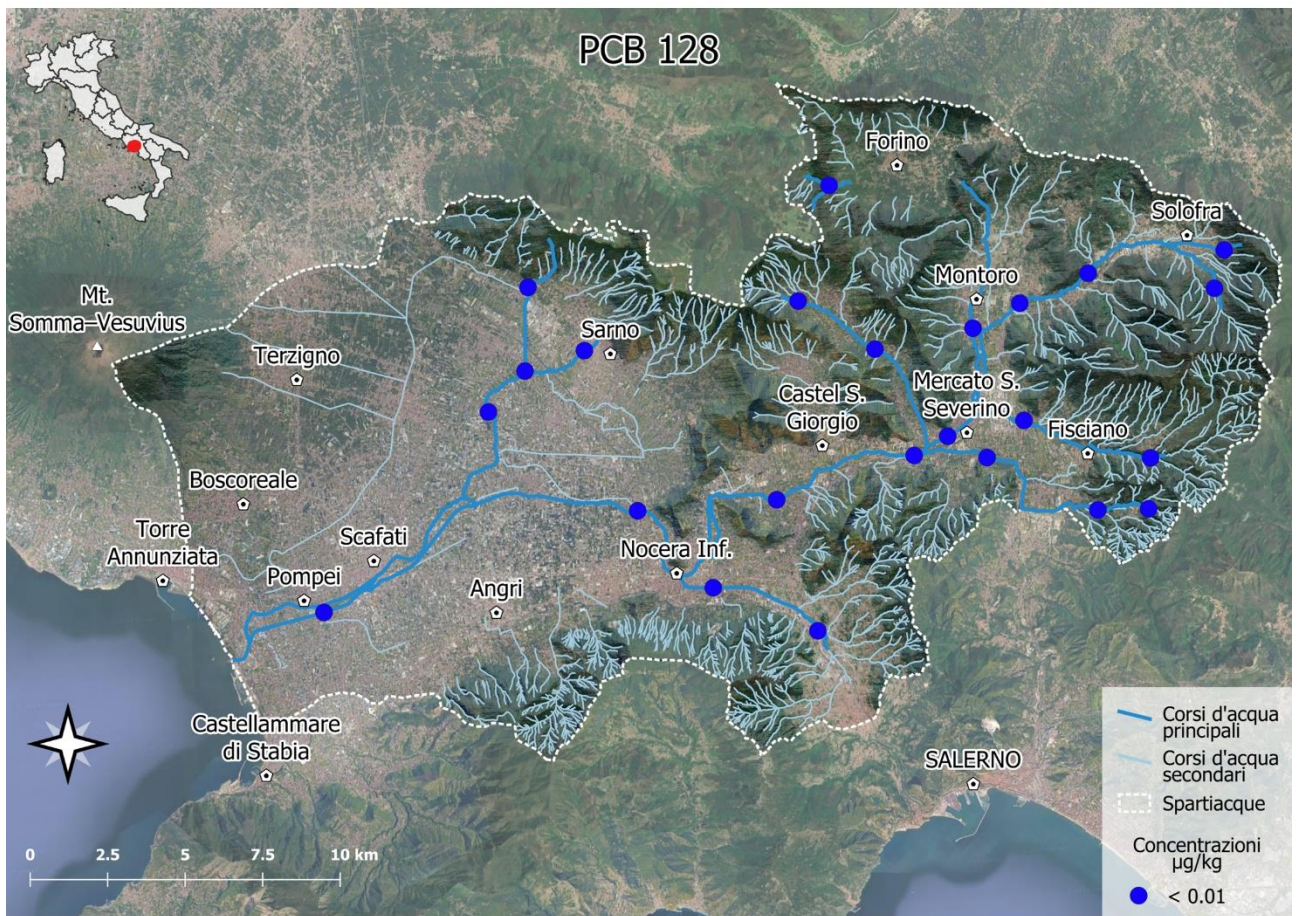 PCB 128
Forino
Solofra
Montoro
Mt.
Somma–Vesuvius
Sarno
Terzigno
Mercato S.
Severino
Castel S.
Giorgio
Fisciano
Boscoreale
Torre
Annunziata
Scafati
Nocera Inf.
Pompei
Angri
Castellammare
di Stabia
SALERNO
Corsi d'acqua
principali
Corsi d'acqua
secondari
Spartiacque
Concentrazioni
µg/kg
< 0.01
0 2.5 5 7.5 10 km